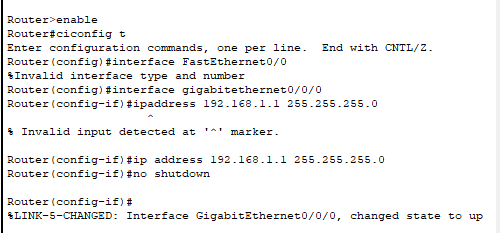 Router>enable
Router#ciconfig t
Enter configuration commands, one per line.  End with CNTL/Z.
Router(config)#interface FastEthernet0/0
%Invalid interface type and number
Router(config)#interface gigabitethernet0/0/0
Router(config-if)#ipaddress 192.168.1.1 255.255.255.0
^
% Invalid input detected at '^' marker.
Router(config-if)#ip address 192.168.1.1 255.255.255.0
Router(config-if)#no shutdown
Router(config-if)#
%LINK-5-CHANGED: Interface GigabitEthernet0/0/0, changed state to up